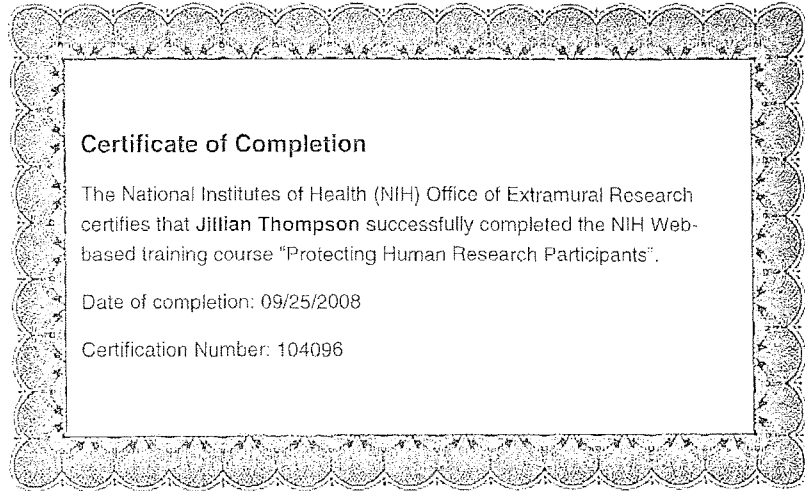 Certificate of Completion
The National Institutes of Health (NIH) Office of Extramural Research
certifies that Jillian Thompson successfully completed the NIH Web-
based training course "Protecting Human Research Participants".
Date of completion: 09/25/2008
Certification Number: 104096